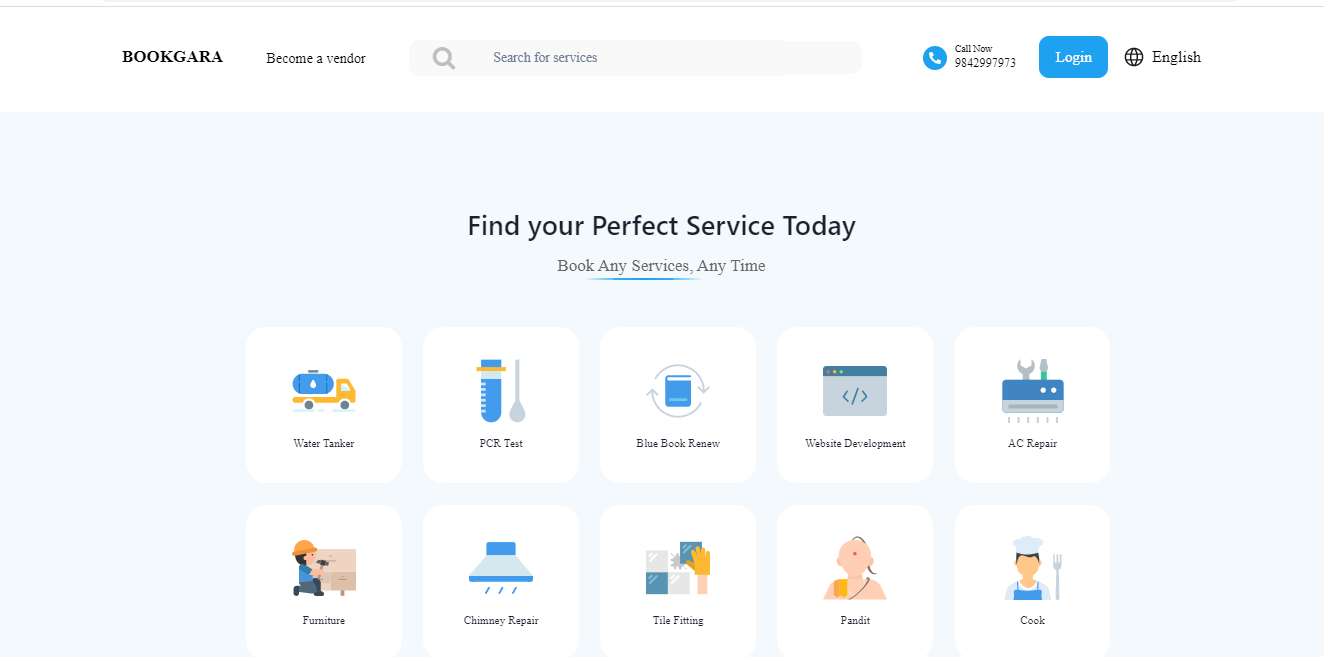 BOOKGARA
Become a vendor
Search for services
Call Now
9842997973
Login
English
Find your Perfect Service Today
Book Any Services, Any Time
Water Tanker
PCR Test
Blue Book Renew
</>
Website Development
AC Repair
Furniture
Chimney Repair
Tile Fitting
Pandit
Cook